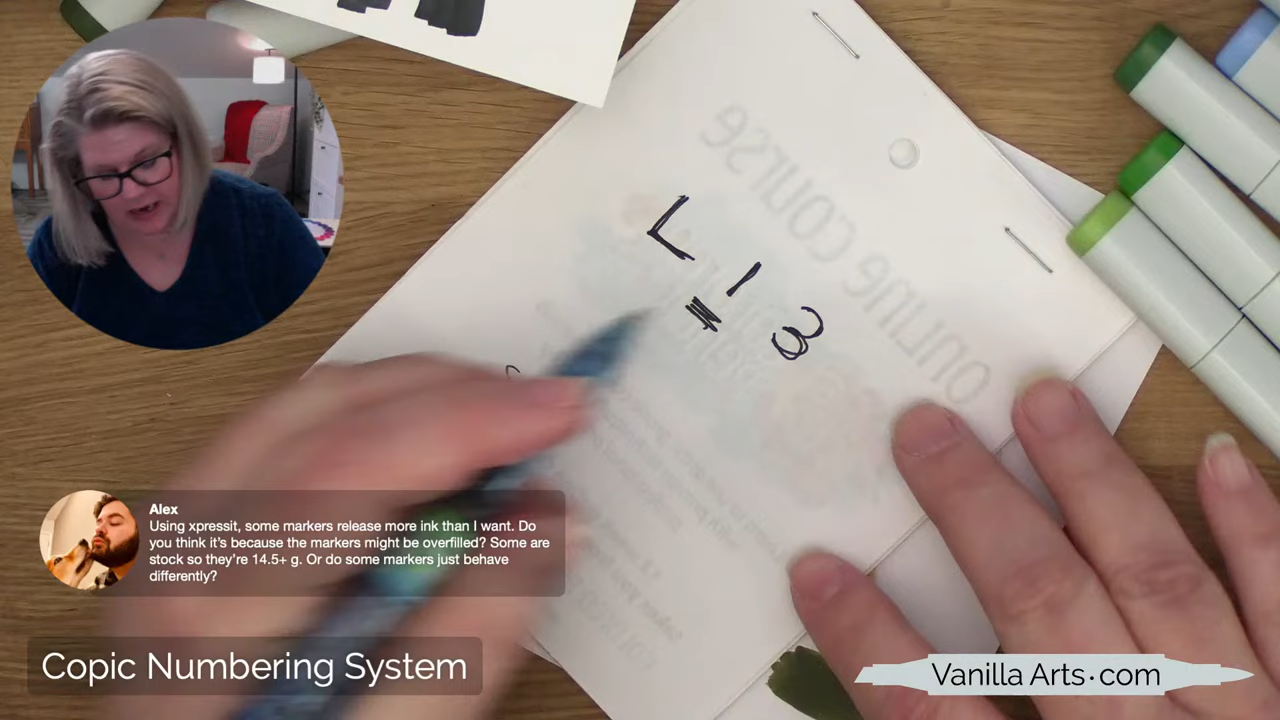 ONLINE COURSE
L 1 3
Alex
Using xpressit, some markers release more ink than I want. Do
you think it's because the markers might be overfilled? Some are
stock so they're 14.5+ g. Or do some markers just behave
differently?
Copic Numbering System
Vanilla Arts•com